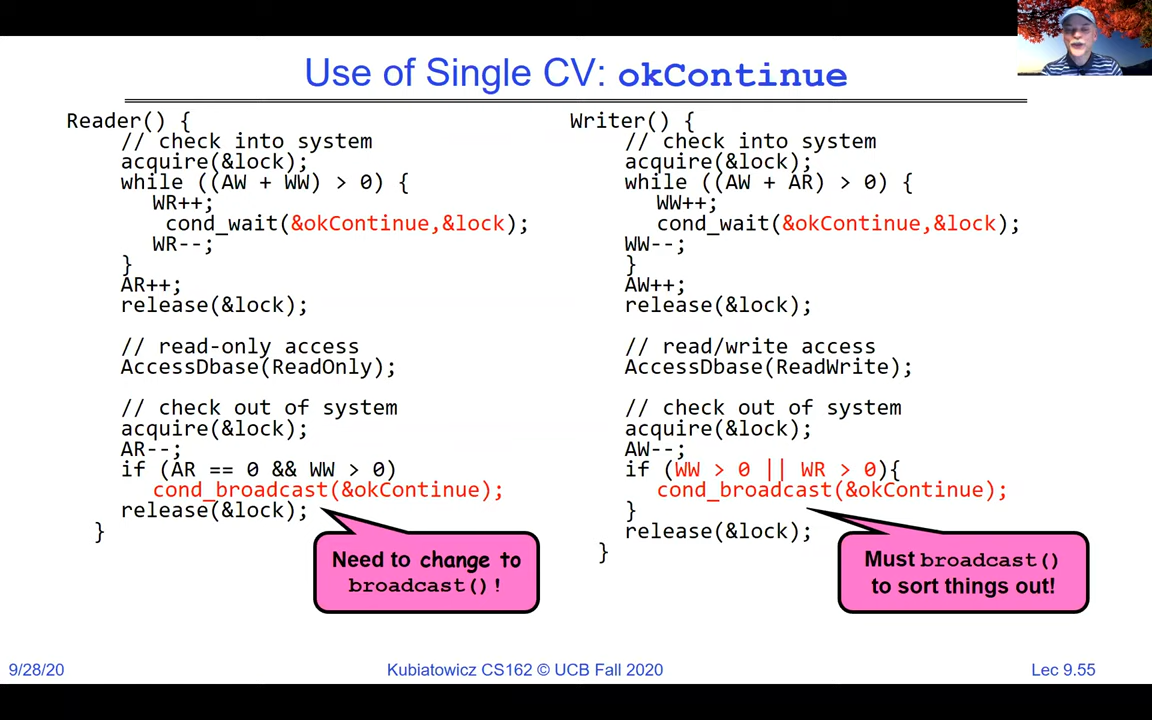 Use of Single CV: okContinue
Reader() {
// check into system
acquire(&lock);
while ((AW + WW) > 0) {
WR++;
cond_wait(&okContinue,&lock);
WR--;
}
AR++;
release(&lock);
// read-only access
AccessDbase(ReadOnly);
// check out of system
acquire(&lock);
AR--;
if (AR == 0 && WW > 0)
cond_broadcast(&okContinue);
release(&lock);
}
Need to change to
broadcast()!
Writer() {
// check into system
acquire(&lock);
while ((AW + AR) > 0) {
WW++;
cond_wait(&okContinue,&lock);
WW--;
}
AW++;
release(&lock);
// read/write access
AccessDbase(ReadWrite);
// check out of system
acquire(&lock);
AW--;
if (WW > 0 || WR > 0){
cond_broadcast(&okContinue);
}
release(&lock);
}
Must broadcast()
to sort things out!
9/28/20
Kubiatowicz CS162 © UCB Fall 2020
Lec 9.55